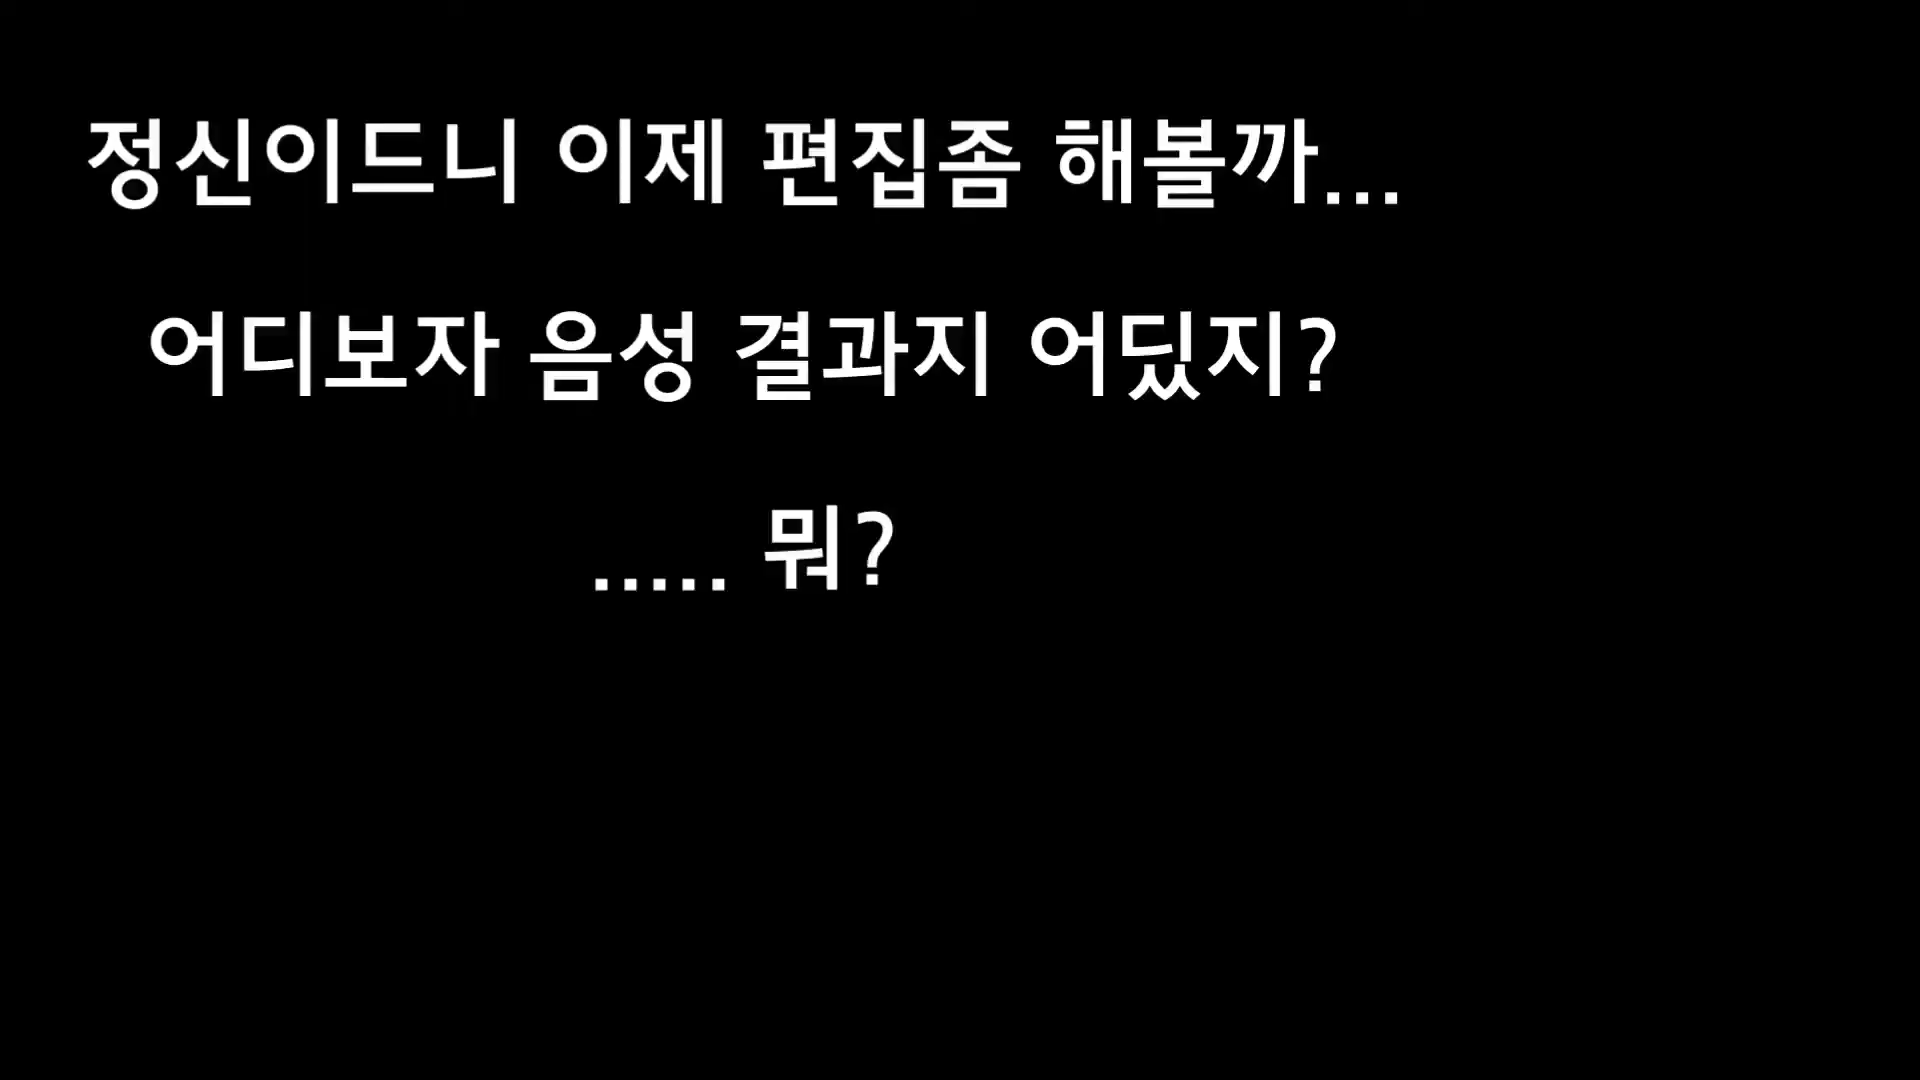 정신이드니 이제 편집좀 해볼까...
어디보자 음성 결과지 어딨지?
..... 뭐?